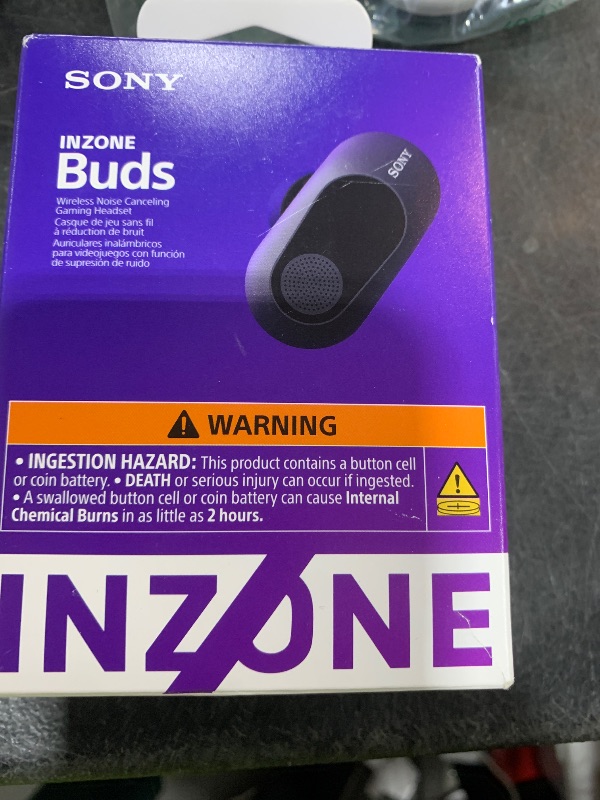 SONY
INZONE
Buds
Wireless Noise Canceling
Gaming Headset
Casque de jeu sans fil
à réduction de bruit
Auriculares inalámbricos
para videojuegos con función
de supresión de ruido
SONY
WARNING
• INGESTION HAZARD: This product contains a button cell
or coin battery. • DEATH or serious injury can occur if ingested.
• A swallowed button cell or coin battery can cause Internal
Chemical Burns in as little as 2 hours.
INZONE